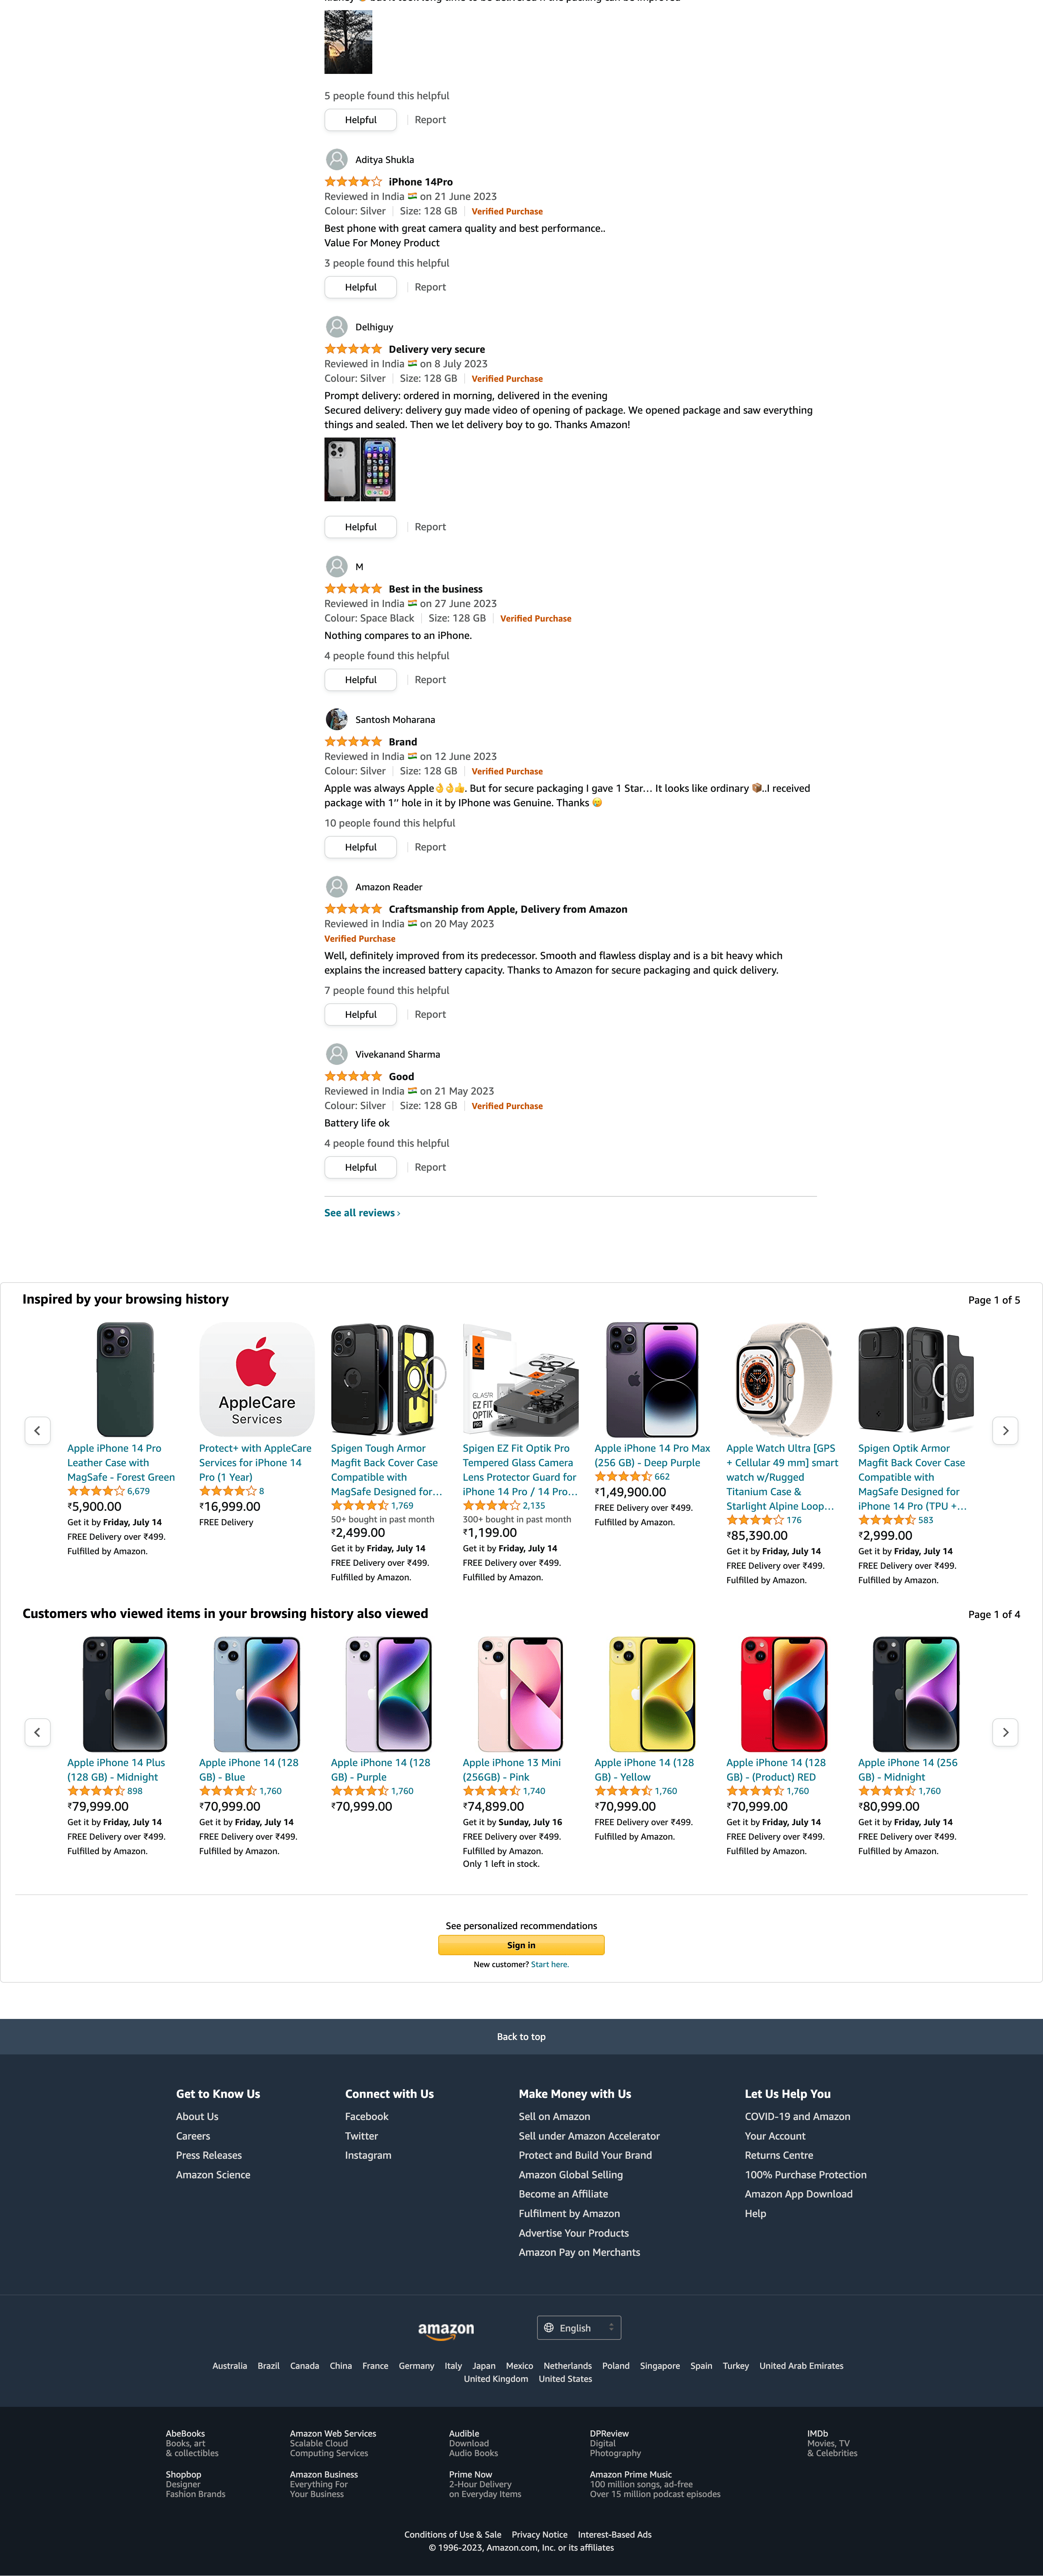 5 people found this helpful
Helpful | Report
Aditya Shukla
iPhone 14Pro
Reviewed in India on 21 June 2023
Colour: Silver | Size: 128 GB | Verified Purchase
Best phone with great camera quality and best performance..
Value For Money Product
3 people found this helpful
Helpful | Report
Delhiguy
Delivery very secure
Reviewed in India on 8 July 2023
Colour: Silver | Size: 128 GB | Verified Purchase
Prompt delivery: ordered in morning, delivered in the evening
Secured delivery: delivery guy made video of opening of package. We opened package and saw everything
things and sealed. Then we let delivery boy to go. Thanks Amazon!
Helpful | Report
M
Best in the business
Reviewed in India on 27 June 2023
Colour: Space Black | Size: 128 GB | Verified Purchase
Nothing compares to an iPhone.
4 people found this helpful
Helpful | Report
Santosh Moharana
Brand
Reviewed in India on 12 June 2023
Colour: Silver | Size: 128 GB | Verified Purchase
Apple was always Apple👌👌👍. But for secure packaging I gave 1 Star… It looks like ordinary 📦..I received
package with 1″ hole in it by IPhone was Genuine. Thanks 😄
10 people found this helpful
Helpful | Report
Amazon Reader
Craftsmanship from Apple, Delivery from Amazon
Reviewed in India on 20 May 2023
Verified Purchase
Well, definitely improved from its predecessor. Smooth and flawless display and is a bit heavy which
explains the increased battery capacity. Thanks to Amazon for secure packaging and quick delivery.
7 people found this helpful
Helpful | Report
Vivekanand Sharma
Good
Reviewed in India on 21 May 2023
Colour: Silver | Size: 128 GB | Verified Purchase
Battery life ok
4 people found this helpful
Helpful | Report
See all reviews ›
Inspired by your browsing history
Page 1 of 5
Apple iPhone 14 Pro
Leather Case with
MagSafe - Forest Green
6,679
₹5,900.00
Get it by Friday, July 14
FREE Delivery over ₹499.
Fulfilled by Amazon.
AppleCare
Services
Protect+ with AppleCare
Services for iPhone 14
Pro (1 Year)
8
₹16,999.00
FREE Delivery
Spigen Tough Armor
Magfit Back Cover Case
Compatible with
MagSafe Designed for…
1,769
50+ bought in past month
₹2,499.00
Get it by Friday, July 14
FREE Delivery over ₹499.
Fulfilled by Amazon.
GLAStR
EZ FIT
OPTIK
PRO
Spigen EZ Fit Optik Pro
Tempered Glass Camera
Lens Protector Guard for
iPhone 14 Pro / 14 Pro…
2,135
300+ bought in past month
₹1,199.00
Get it by Friday, July 14
FREE Delivery over ₹499.
Fulfilled by Amazon.
Apple iPhone 14 Pro Max
(256 GB) - Deep Purple
662
₹1,49,900.00
FREE Delivery over ₹499.
Fulfilled by Amazon.
Apple Watch Ultra [GPS
+ Cellular 49 mm] smart
watch w/Rugged
Titanium Case &
Starlight Alpine Loop…
176
₹85,390.00
Get it by Friday, July 14
FREE Delivery over ₹499.
Fulfilled by Amazon.
Spigen Optik Armor
Magfit Back Cover Case
Compatible with
MagSafe Designed for
iPhone 14 Pro (TPU +…
583
₹2,999.00
Get it by Friday, July 14
FREE Delivery over ₹499.
Fulfilled by Amazon.
Customers who viewed items in your browsing history also viewed
Page 1 of 4
Apple iPhone 14 Plus
(128 GB) - Midnight
898
₹79,999.00
Get it by Friday, July 14
FREE Delivery over ₹499.
Fulfilled by Amazon.
Apple iPhone 14 (128
GB) - Blue
1,760
₹70,999.00
Get it by Friday, July 14
FREE Delivery over ₹499.
Fulfilled by Amazon.
Apple iPhone 14 (128
GB) - Purple
1,760
₹70,999.00
Apple iPhone 13 Mini
(256GB) - Pink
1,740
₹74,899.00
Get it by Sunday, July 16
FREE Delivery over ₹499.
Fulfilled by Amazon.
Only 1 left in stock.
Apple iPhone 14 (128
GB) - Yellow
1,760
₹70,999.00
FREE Delivery over ₹499.
Fulfilled by Amazon.
Apple iPhone 14 (128
GB) - (Product) RED
1,760
₹70,999.00
Get it by Friday, July 14
FREE Delivery over ₹499.
Fulfilled by Amazon.
Apple iPhone 14 (256
GB) - Midnight
1,760
₹80,999.00
Get it by Friday, July 14
FREE Delivery over ₹499.
Fulfilled by Amazon.
See personalized recommendations
Sign in
New customer? Start here.
Back to top
Get to Know Us
About Us
Careers
Press Releases
Amazon Science
Connect with Us
Facebook
Twitter
Instagram
Make Money with Us
Sell on Amazon
Sell under Amazon Accelerator
Protect and Build Your Brand
Amazon Global Selling
Become an Affiliate
Fulfilment by Amazon
Advertise Your Products
Amazon Pay on Merchants
Let Us Help You
COVID-19 and Amazon
Your Account
Returns Centre
100% Purchase Protection
Amazon App Download
Help
amazon
English
Australia Brazil Canada China France Germany Italy Japan Mexico Netherlands Poland Singapore Spain Turkey United Arab Emirates
United Kingdom United States
AbeBooks
Books, art
& collectibles
Amazon Web Services
Scalable Cloud
Computing Services
Audible
Download
Audio Books
DPReview
Digital
Photography
IMDb
Movies, TV
& Celebrities
Shopbop
Designer
Fashion Brands
Amazon Business
Everything For
Your Business
Prime Now
2-Hour Delivery
on Everyday Items
Amazon Prime Music
100 million songs, ad-free
Over 15 million podcast episodes
Conditions of Use & Sale Privacy Notice Interest-Based Ads
© 1996-2023, Amazon.com, Inc. or its affiliates